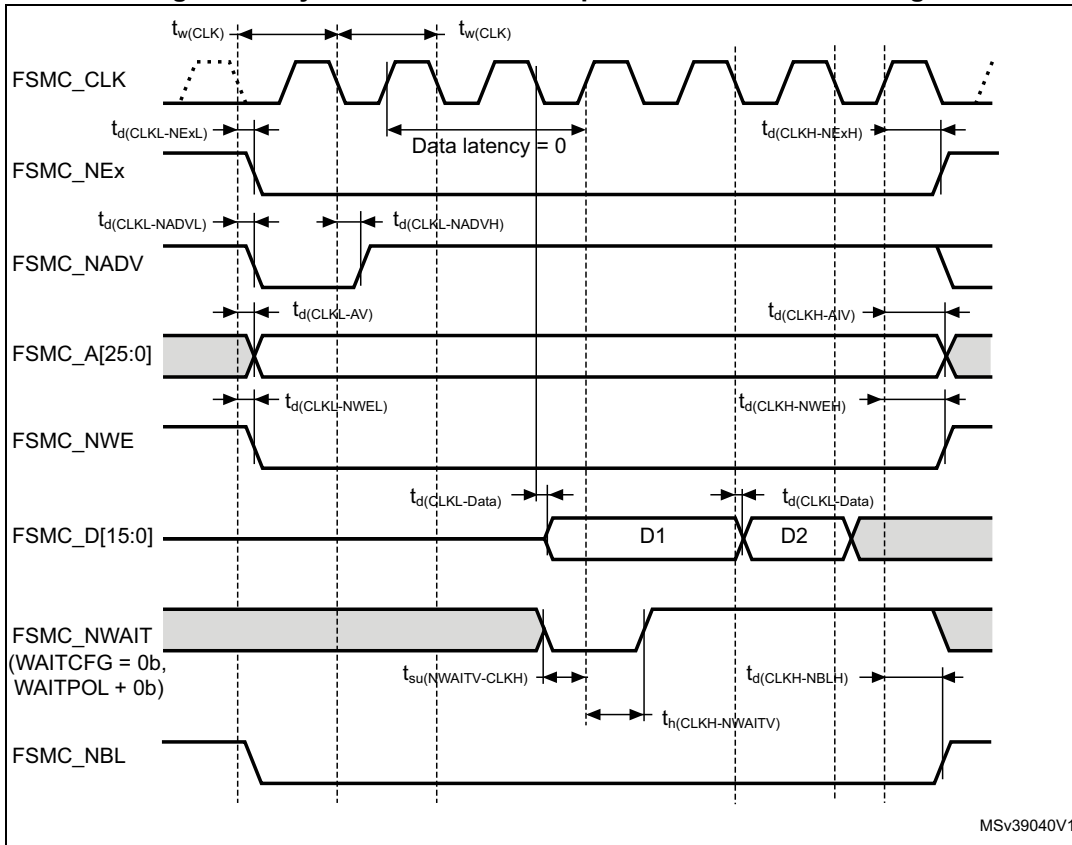 tw(CLK)
tw(CLK)
FSMC_CLK
td(CLKL-NExL)
Data latency = 0
td(CLKH-NExH)
FSMC_NEx
td(CLKL-NADVL)
td(CLKL-NADVH)
FSMC_NADV
td(CLKL-AV)
td(CLKH-AIV)
FSMC_A[25:0]
td(CLKL-NWEL)
td(CLKH-NWEH)
FSMC_NWE
td(CLKL-Data)
td(CLKL-Data)
FSMC_D[15:0]
D1
D2
FSMC_NWAIT
(WAITCFG = 0b,
WAITPOL + 0b)
tsu(NWAITV-CLKH)
td(CLKH-NBLH)
th(CLKH-NWAITV)
FSMC_NBL
MSv39040V1